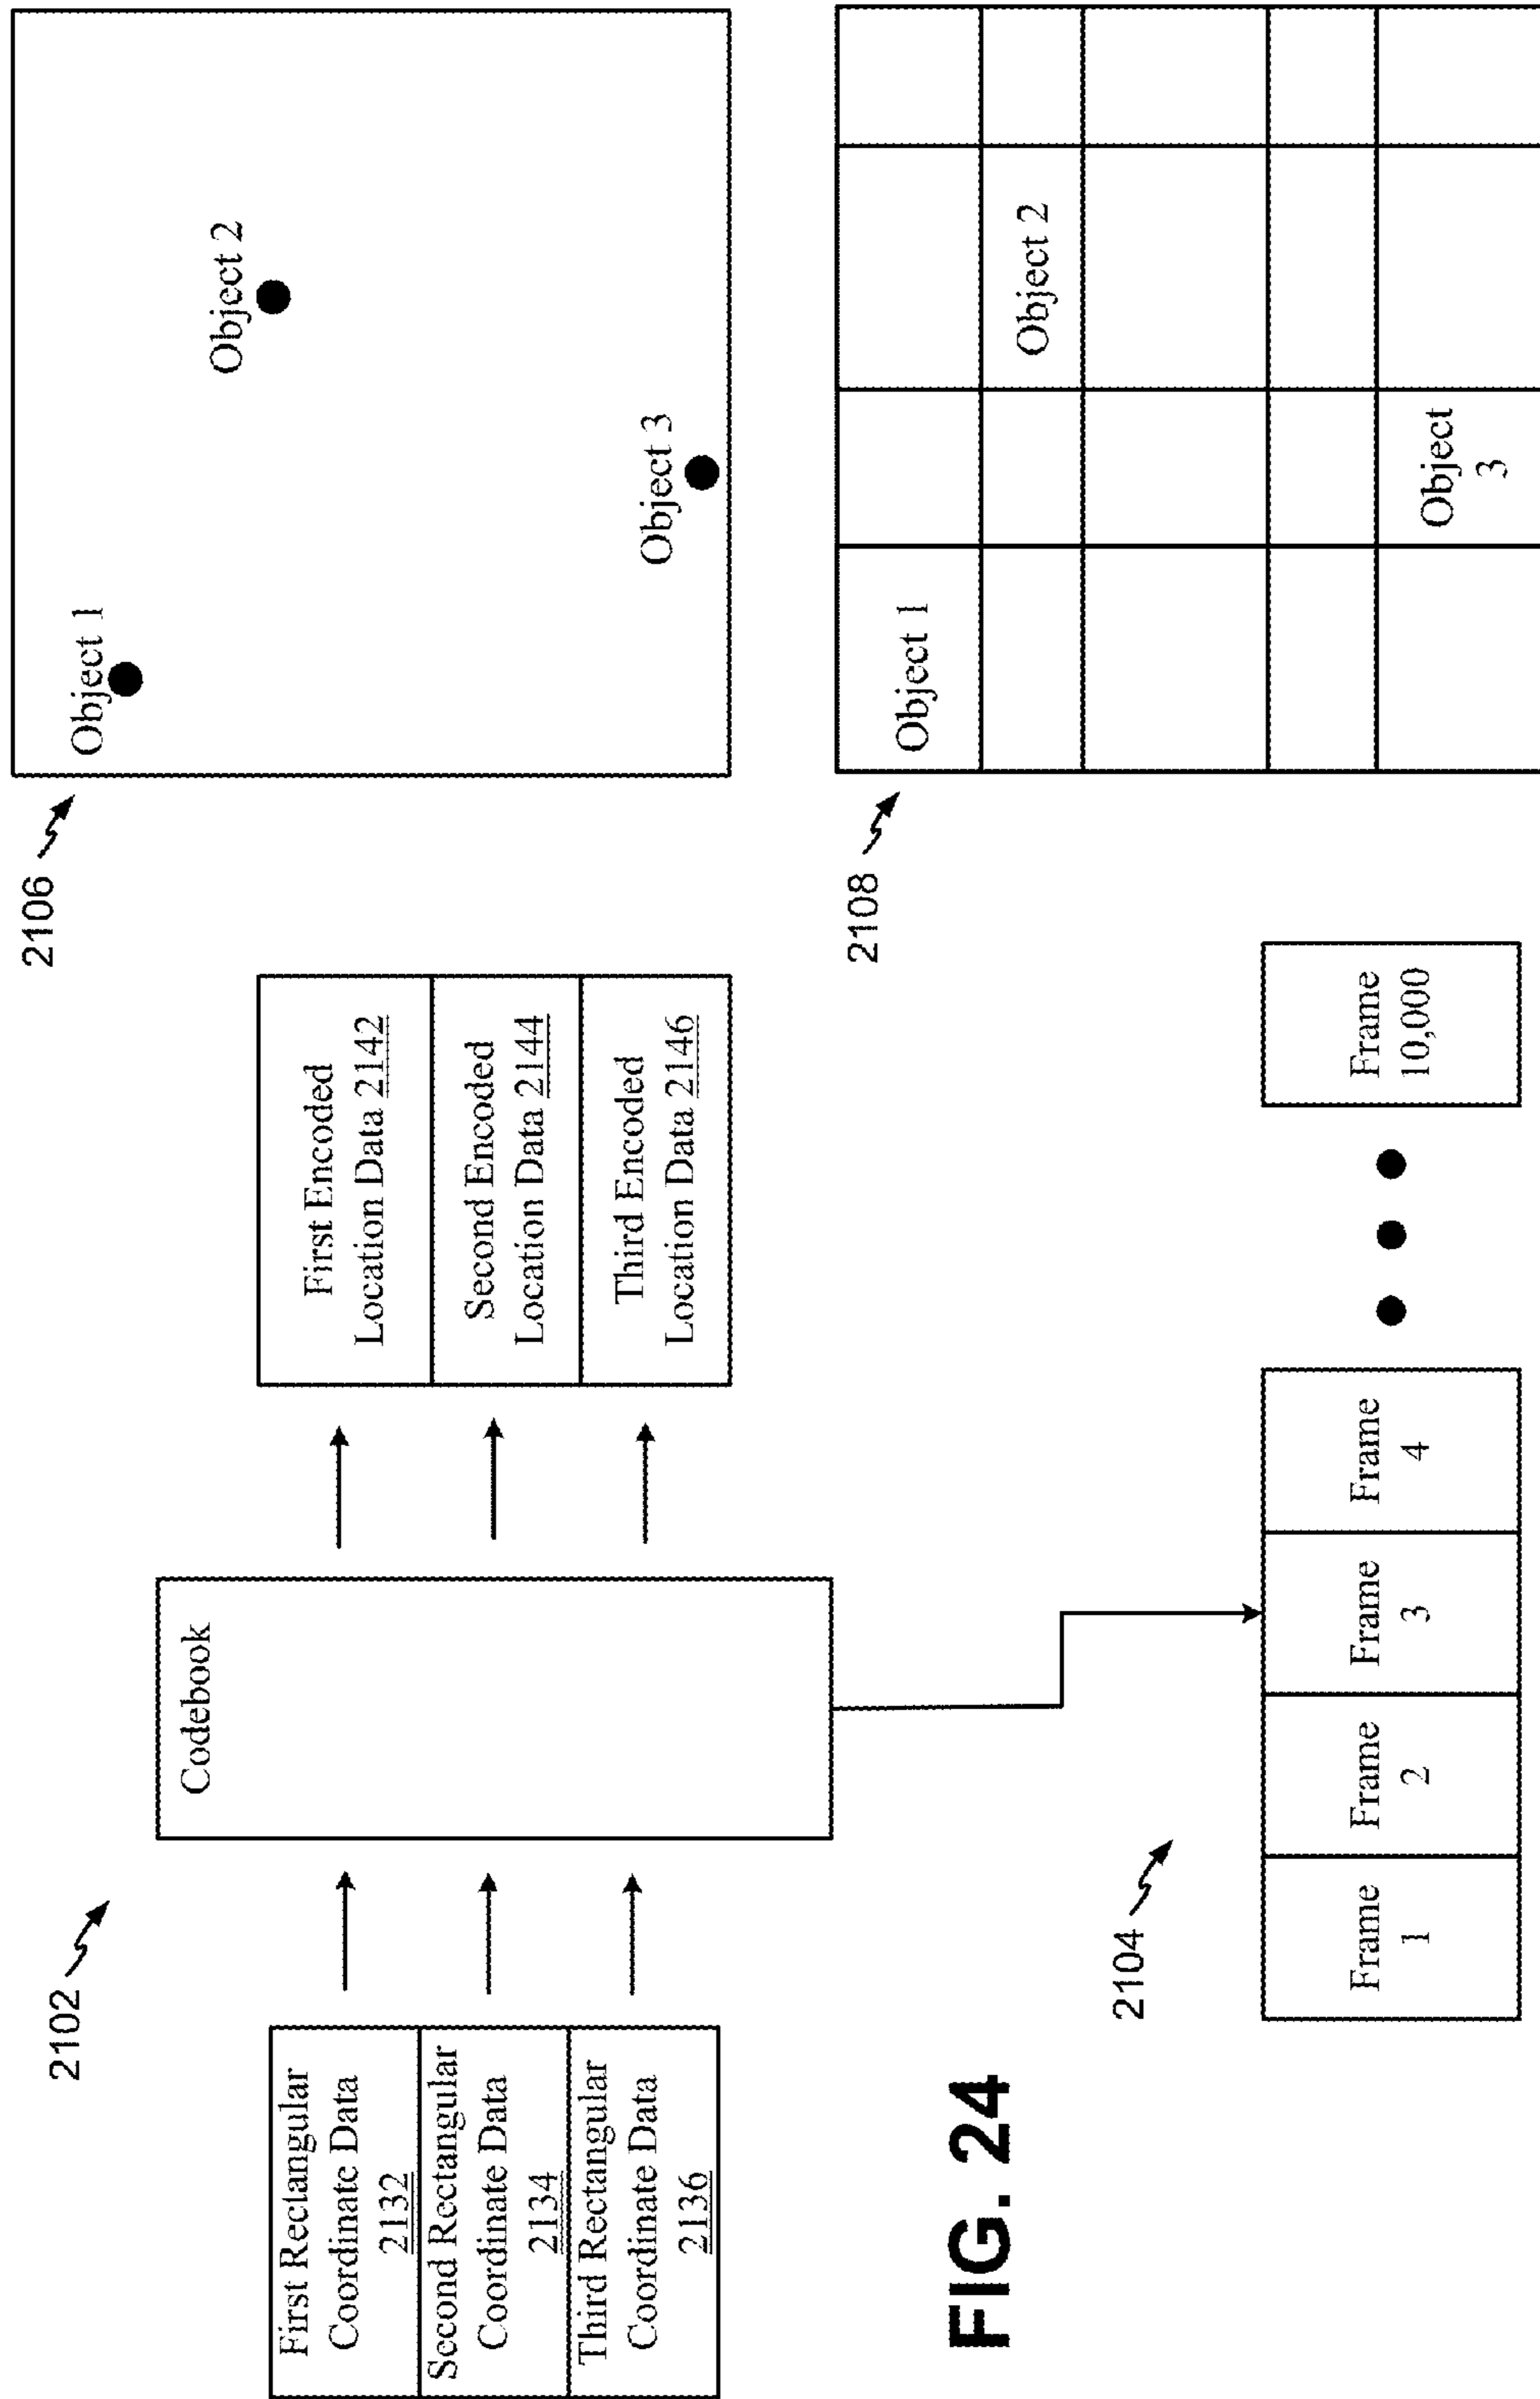 2102
First Rectangular
Coordinate Data
2132
Second Rectangular
Coordinate Data
2134
Third Rectangular
Coordinate Data
2136
Codebook
First Encoded
Location Data 2142
Second Encoded
Location Data 2144
Third Encoded
Location Data 2146
2106
Object 1
Object 2
Object 3
2104
Frame
1
Frame
2
Frame
3
Frame
4
Frame
10,000
2108
Object 1
Object 2
Object
3
FIG. 24